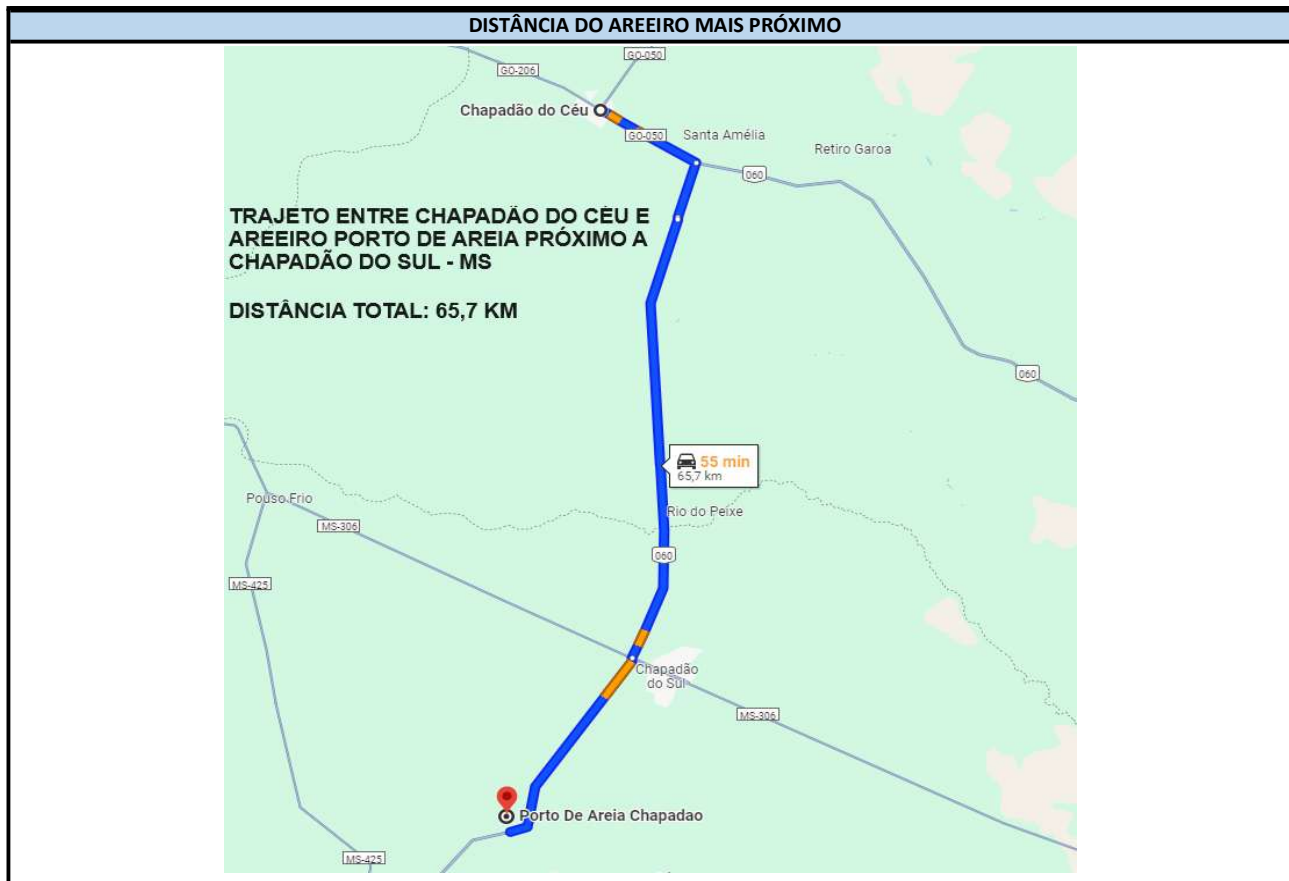 DISTÂNCIA DO AREEIRO MAIS PRÓXIMO
GO-050
GO-206
Chapadão do Céu
GO-050
Santa Amélia
Retiro Garoa
060
TRAJETO ENTRE CHAPADÃO DO CÉU E
AREEIRO PORTO DE AREIA PRÓXIMO A
CHAPADÃO DO SUL - MS
DISTÂNCIA TOTAL: 65,7 KM
060
55 min
65,7 km
Pouso Frio
Rio do Peixe
MS-306
060
MS-425
Chapadão
do Sul
MS-306
Porto De Areia Chapadao
MS-425